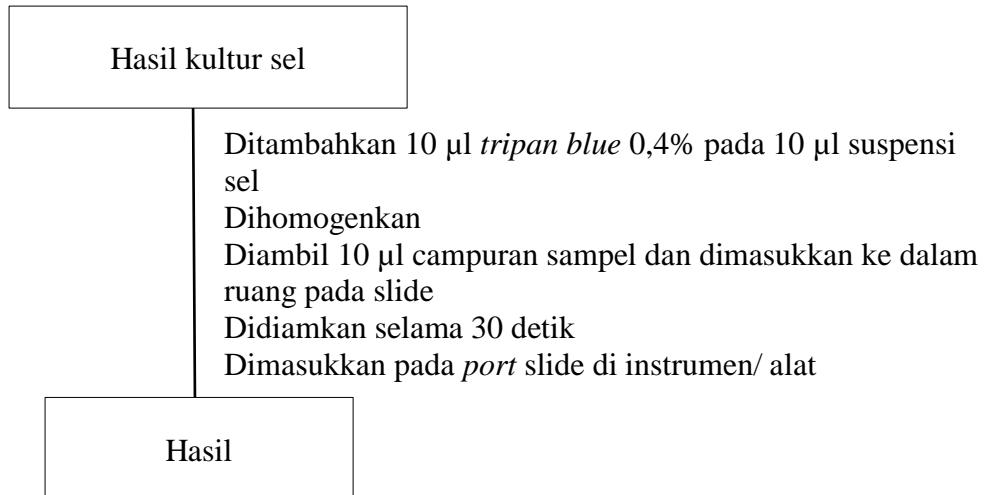 Hasil kultur sel
Ditambahkan 10 µl tripan blue 0,4% pada 10 µl suspensi
sel
Dihomogenkan
Diambil 10 µl campuran sampel dan dimasukkan ke dalam
ruang pada slide
Didiamkan selama 30 detik
Dimasukkan pada port slide di instrumen/ alat
Hasil